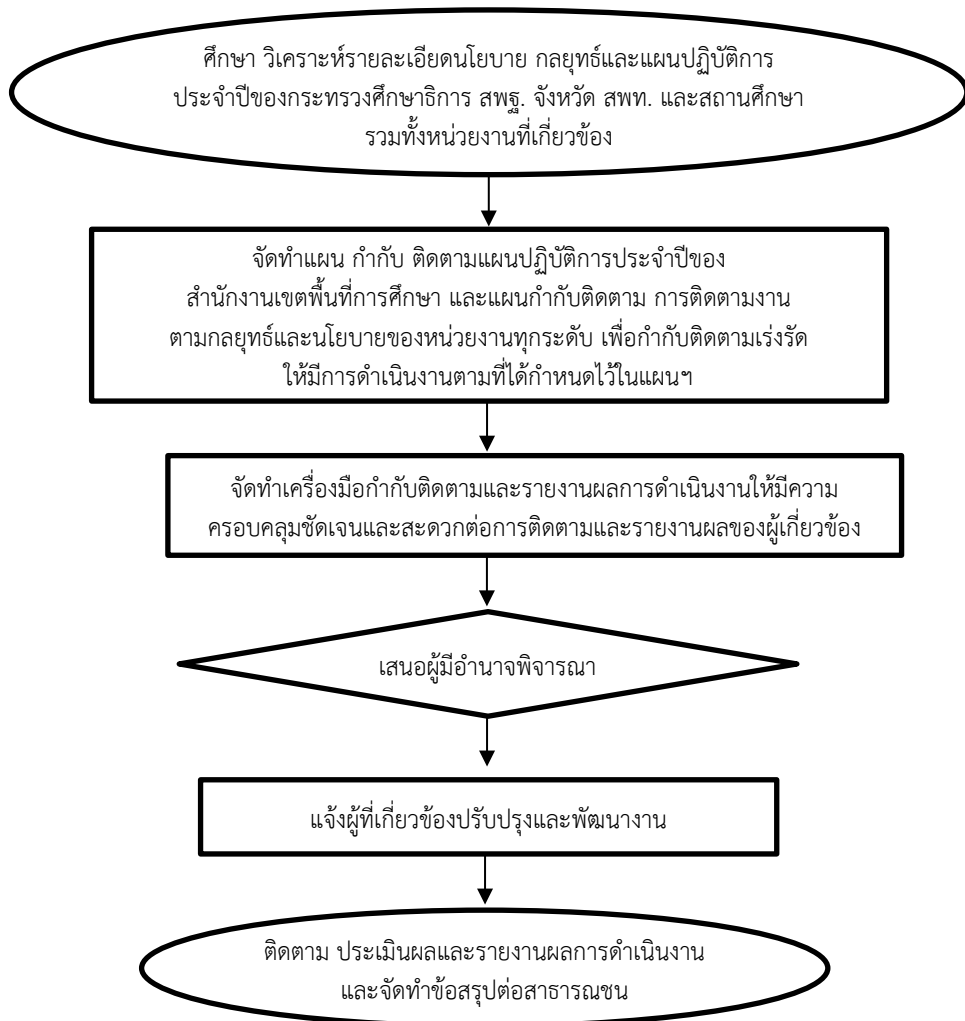 ศึกษา วิเคราะห์รายละเอียดนโยบาย กลยุทธ์และแผนปฏิบัติการ
ประจำปีของกระทรวงศึกษาธิการ สพฐ. จังหวัด สพท. และสถานศึกษา
รวมทั้งหน่วยงานที่เกี่ยวข้อง
จัดทำแผน กำกับ ติดตามแผนปฏิบัติการประจำปีของ
สำนักงานเขตพื้นที่การศึกษา และแผนกำกับติดตาม การติดตามงาน
ตามกลยุทธ์และนโยบายของหน่วยงานทุกระดับ เพื่อกำกับติดตามเร่งรัด
ให้มีการดำเนินงานตามที่ได้กำหนดไว้ในแผนฯ
จัดทำเครื่องมือกำกับติดตามและรายงานผลการดำเนินงานให้มีความ
ครอบคลุมชัดเจนและสะดวกต่อการติดตามและรายงานผลของผู้เกี่ยวข้อง
เสนอผู้มีอำนาจพิจารณา
แจ้งผู้ที่เกี่ยวข้องปรับปรุงและพัฒนางาน
ติดตาม ประเมินผลและรายงานผลการดำเนินงาน
และจัดทำข้อสรุปต่อสาธารณชน